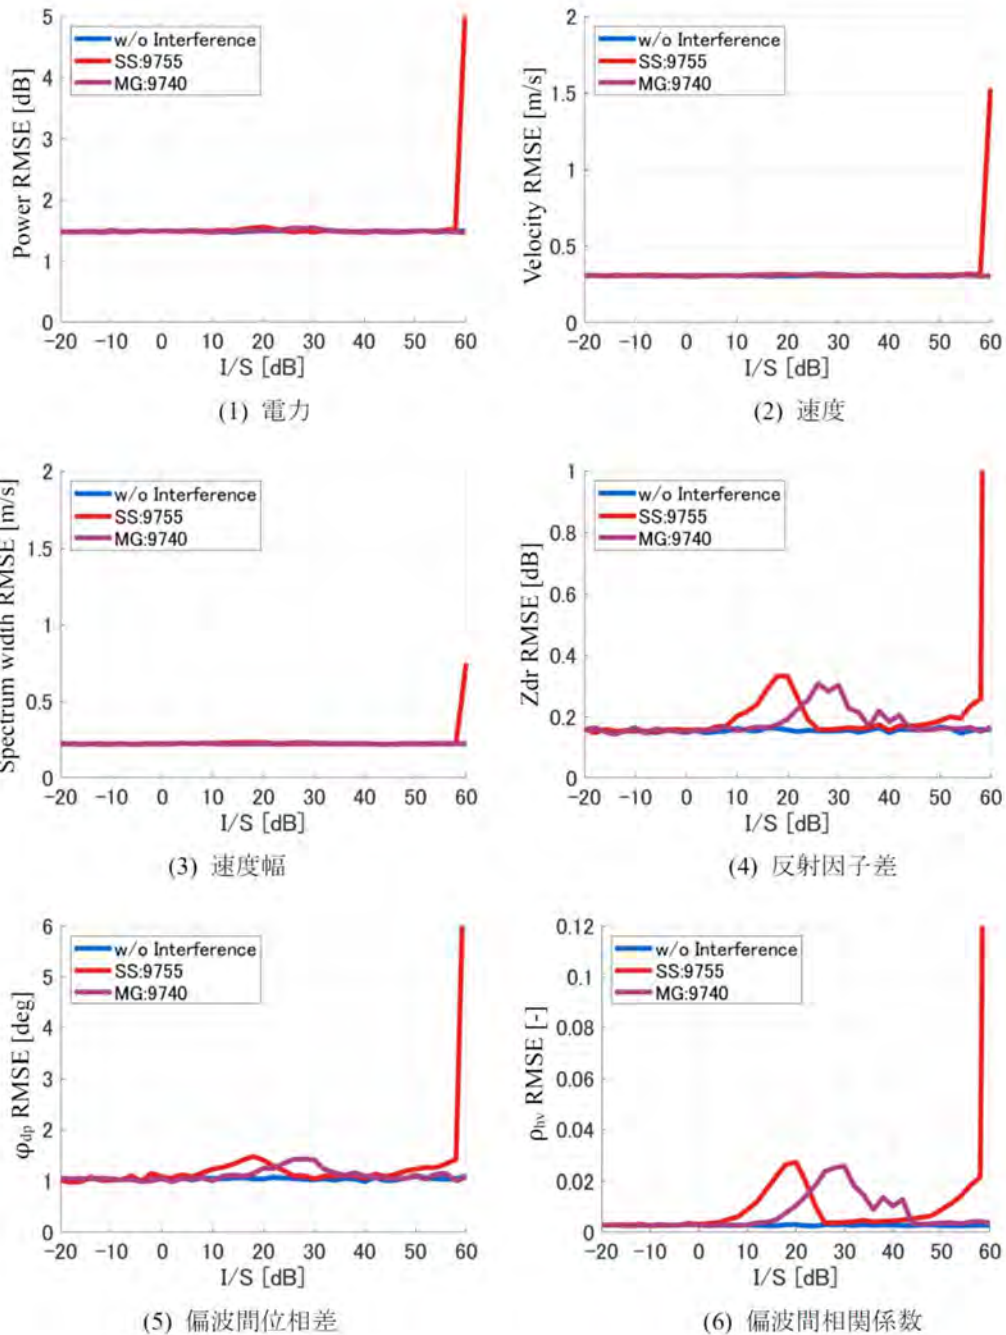 Power RMSE [dB]
5
4
3
2
1
0
w/o Interference
SS:9755
MG:9740
-20 -10 0 10 20 30 40 50 60
I/S [dB]
(1) 電力
Velocity RMSE [m/s]
2
1.5
1
0.5
0
w/o Interference
SS:9755
MG:9740
-20 -10 0 10 20 30 40 50 60
I/S [dB]
(2) 速度
Spectrum width RMSE [m/s]
2
1.5
1
0.5
0
w/o Interference
SS:9755
MG:9740
-20 -10 0 10 20 30 40 50 60
I/S [dB]
(3) 速度幅
Zdr RMSE [dB]
1
0.8
0.6
0.4
0.2
0
w/o Interference
SS:9755
MG:9740
-20 -10 0 10 20 30 40 50 60
I/S [dB]
(4) 反射因子差
φdp RMSE [deg]
6
5
4
3
2
1
0
w/o Interference
SS:9755
MG:9740
-20 -10 0 10 20 30 40 50 60
I/S [dB]
(5) 偏波間位相差
ρhv RMSE [-]
0.12
0.1
0.08
0.06
0.04
0.02
0
w/o Interference
SS:9755
MG:9740
-20 -10 0 10 20 30 40 50 60
I/S [dB]
(6) 偏波間相関係数